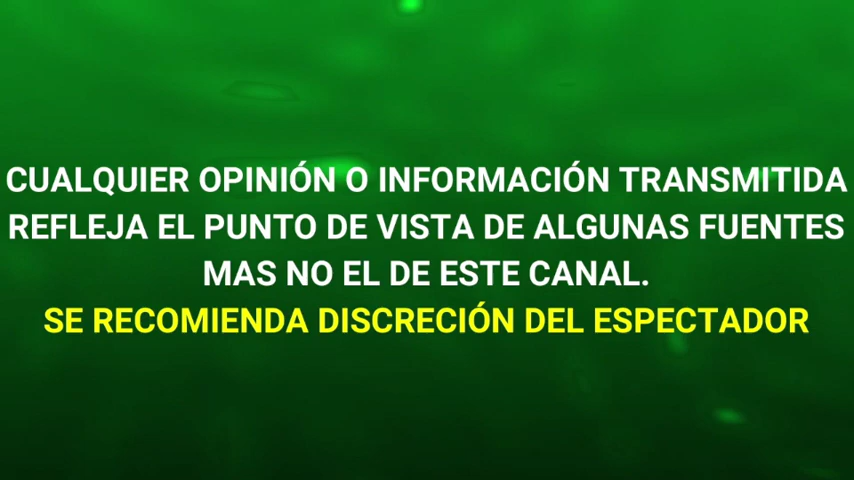 CUALQUIER OPINIÓN O INFORMACIÓN TRANSMITIDA
REFLEJA EL PUNTO DE VISTA DE ALGUNAS FUENTES
MAS NO EL DE ESTE CANAL.
SE RECOMIENDA DISCRECIÓN DEL ESPECTADOR